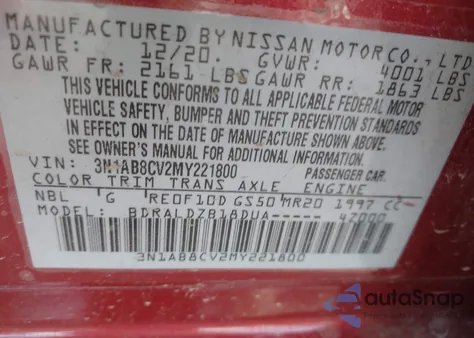 MANUFACTURED BY NISSAN MOTOR CO., LTD
DATE: 12/20. GVWR: 4001 LBS
GAWR FR: 2161 LBS GAWR RR: 1863 LBS
THIS VEHICLE CONFORMS TO ALL APPLICABLE FEDERAL MOTOR
VEHICLE SAFETY, BUMPER AND THEFT PREVENTION STANDARDS
IN EFFECT ON THE DATE OF MANUFACTURE SHOWN ABOVE.
SEE OWNER'S MANUAL FOR ADDITIONAL INFORMATION.
VIN: 3N1AB8CV2MY221800 PASSENGER CAR.
COLOR TRIM TRANS AXLE ENGINE
NBL 'G RE0F10D GS50 MR20 1997 CC
MODEL: BDRALDZB18DUA-- 47000
3N1AB8CV2MY221800
autoSnap